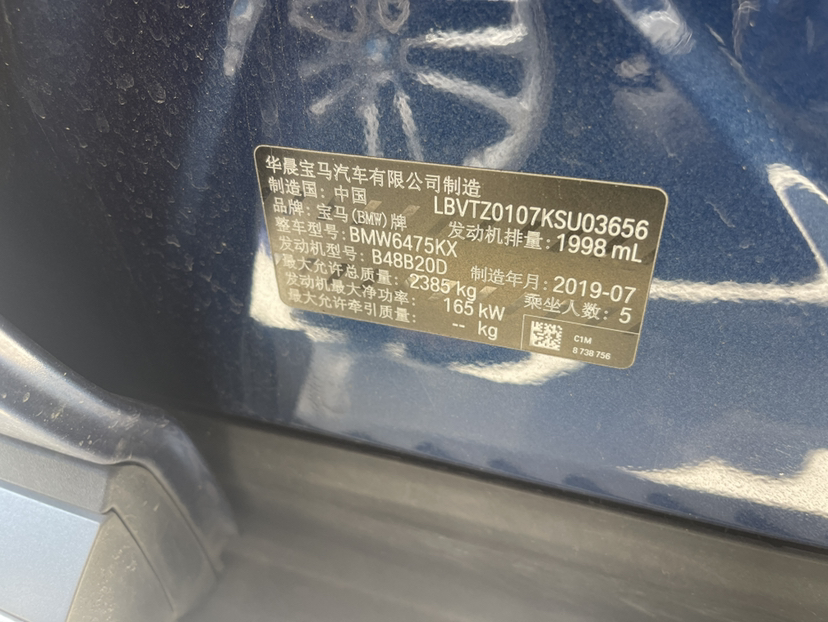 华晨宝马汽车有限公司制造
制造国：中国
LBVTZ0107KSU03656
品牌：宝马(BMW)牌
发动机排量：1998 mL
整车型号：BMW6475KX
发动机型号：B48B20D
制造年月：2019-07
最大允许总质量：2385 kg
乘坐人数：5
发动机最大净功率：165 kW
最大允许牵引质量：-- kg
C1M
8 738 756